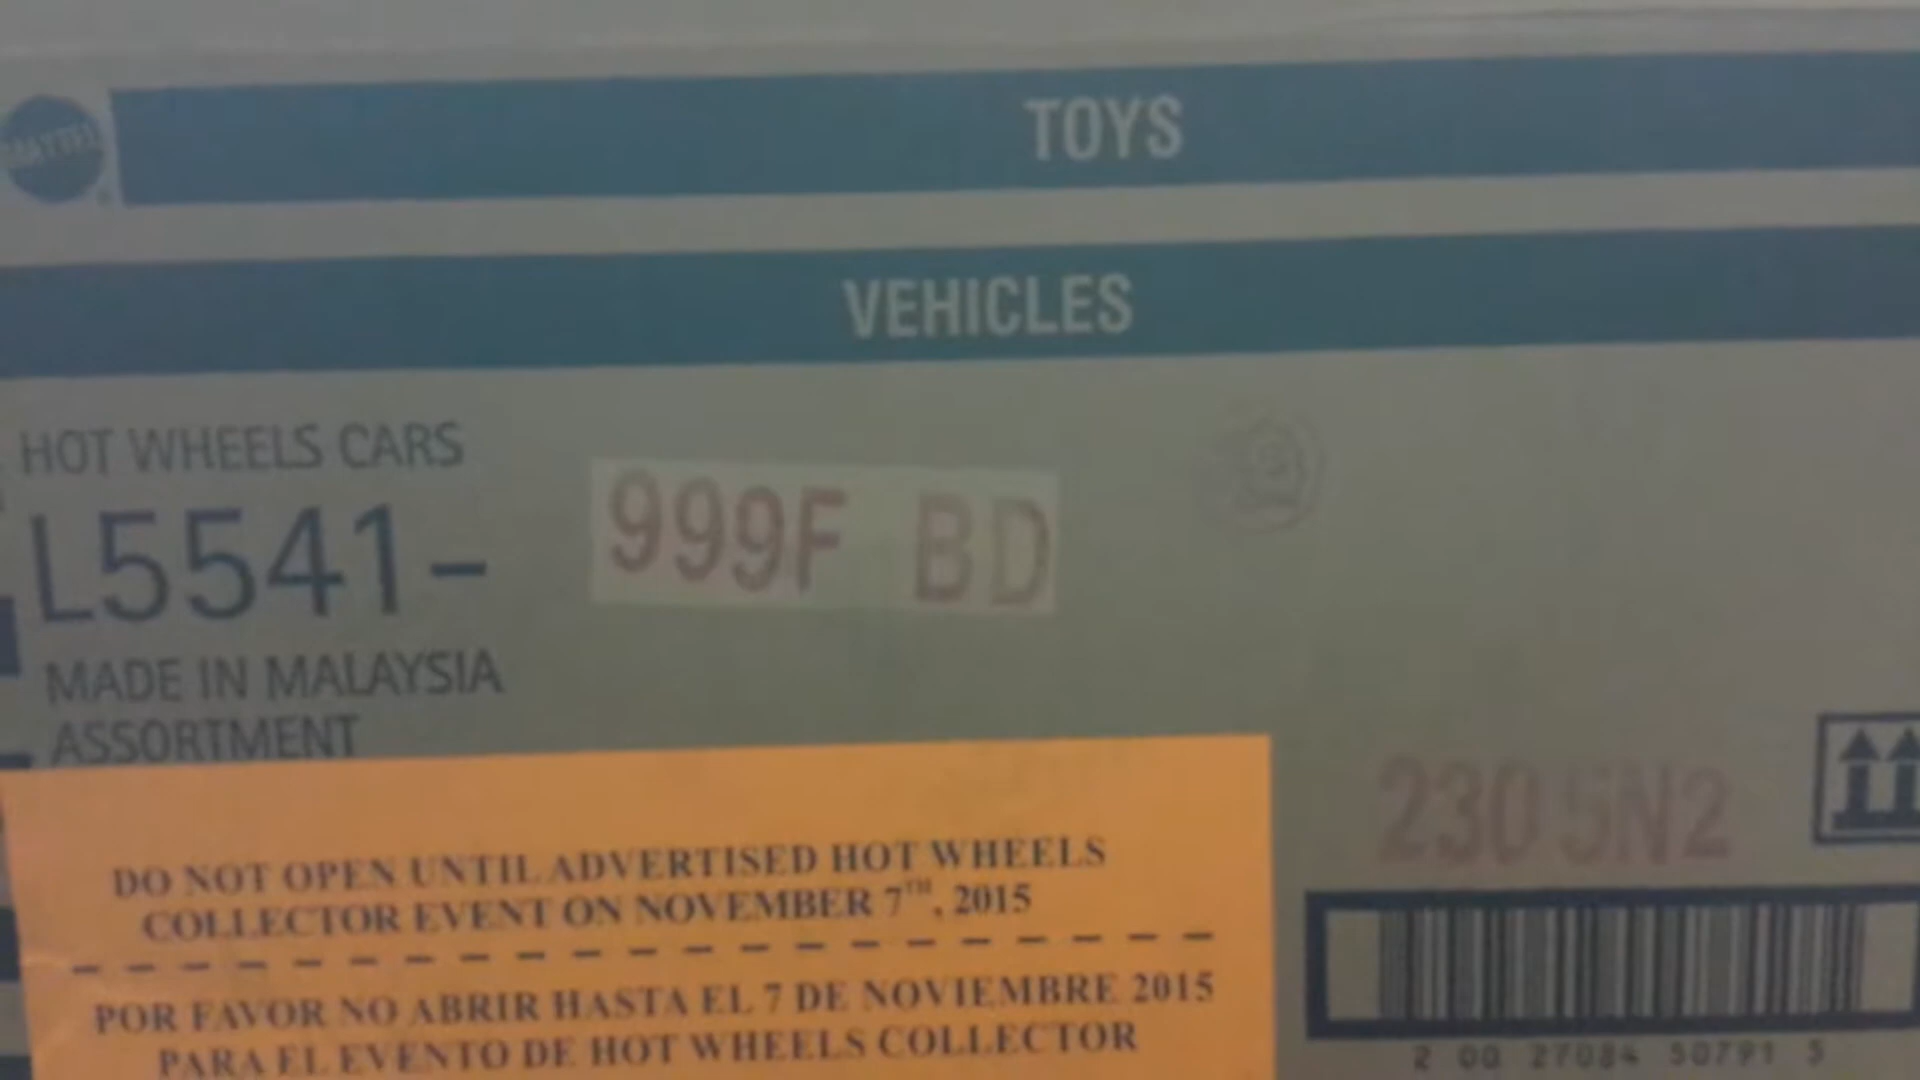 MATTEL
TOYS
VEHICLES
HOT WHEELS CARS
L5541-
999F BD
MADE IN MALAYSIA
ASSORTMENT
2305N2
DO NOT OPEN UNTIL ADVERTISED HOT WHEELS
COLLECTOR EVENT ON NOVEMBER 7TH, 2015
POR FAVOR NO ABRIR HASTA EL 7 DE NOVIEMBRE 2015
PARA EL EVENTO DE HOT WHEELS COLLECTOR
2 00 27084 50791 5